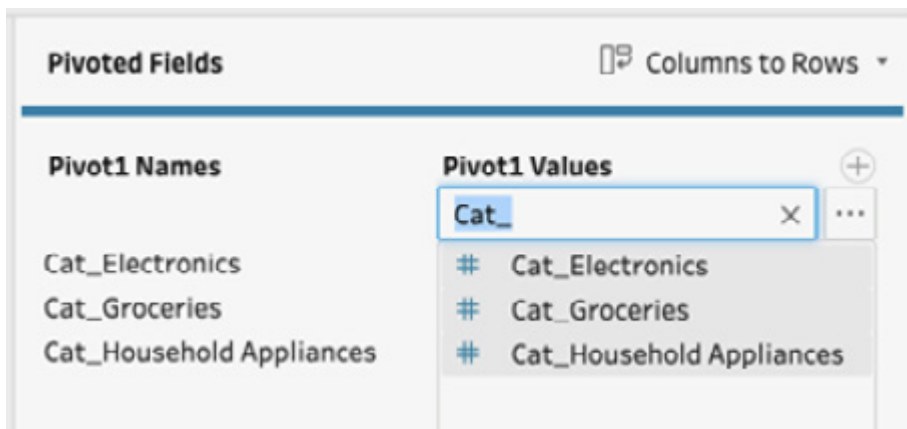 Pivoted Fields Columns to Rows
Pivot1 Names Pivot1 Values
Cat_
Cat_Electronics # Cat_Electronics
Cat_Groceries # Cat_Groceries
Cat_Household Appliances # Cat_Household Appliances